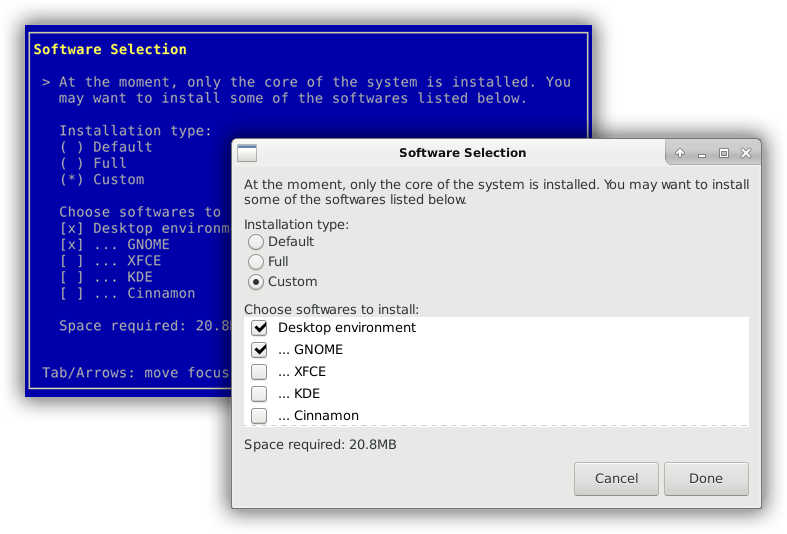 Software Selection
> At the moment, only the core of the system is installed. You
may want to install some of the softwares listed below.
Installation type:
( ) Default
( ) Full
(*) Custom
Choose softwares to
[x] Desktop environm
[x] ... GNOME
[ ] ... XFCE
[ ] ... KDE
[ ] ... Cinnamon
Space required: 20.8
Tab/Arrows: move focus
Software Selection
At the moment, only the core of the system is installed. You may want to install
some of the softwares listed below.
Installation type:
Default
Full
Custom
Choose softwares to install:
Desktop environment
... GNOME
... XFCE
... KDE
... Cinnamon
Space required: 20.8MB
Cancel
Done